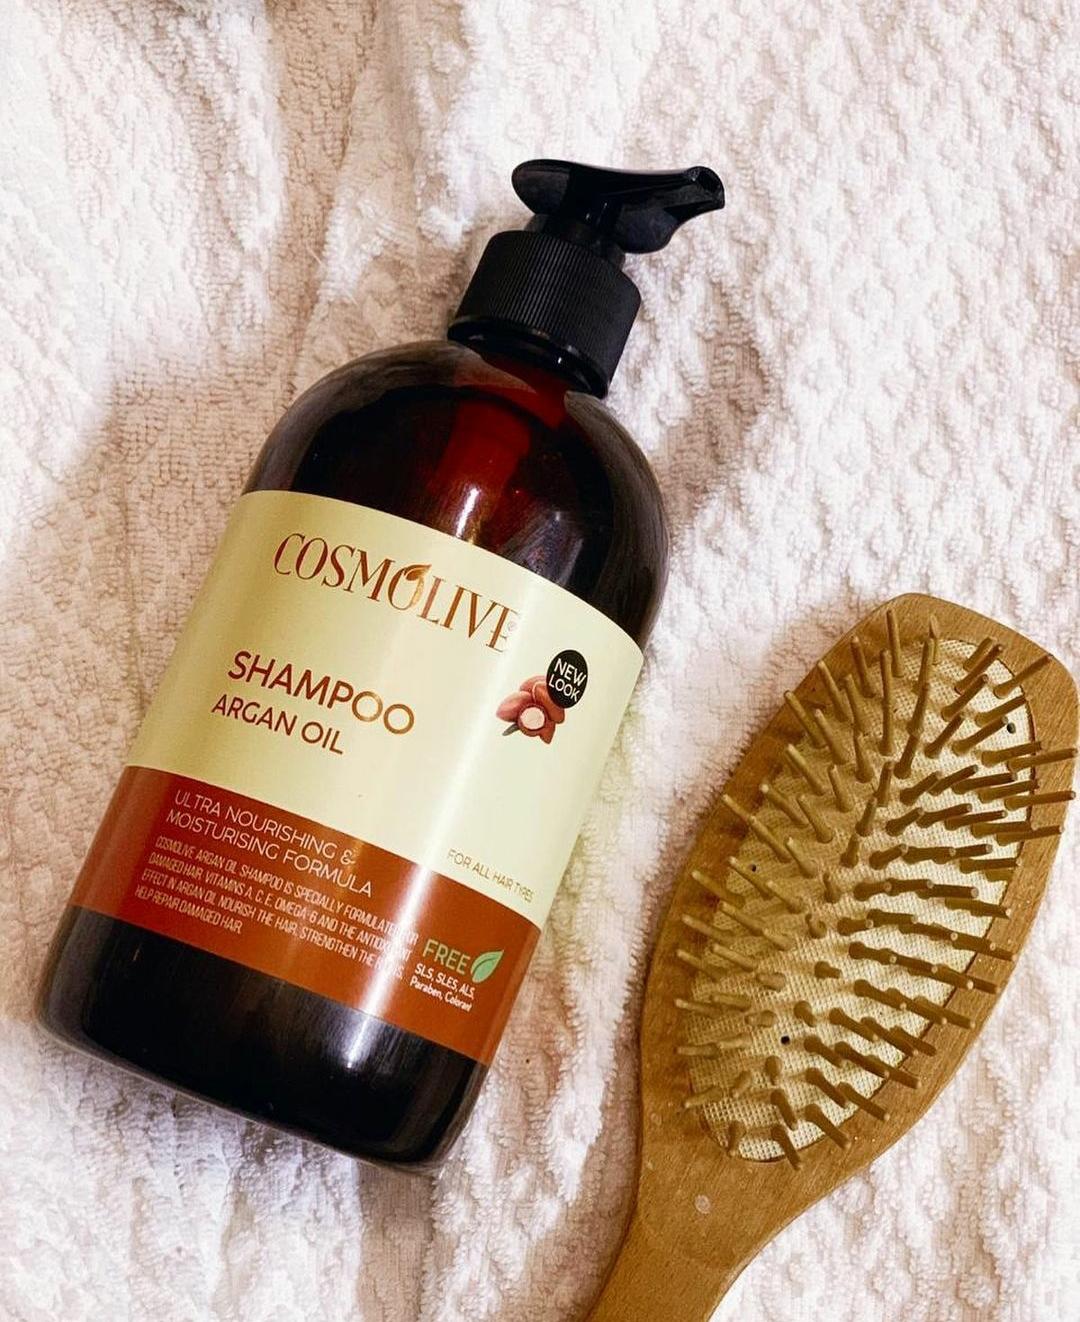 COSMOLIVE®
SHAMPOO
ARGAN OIL
NEW
LOOK
ULTRA NOURISHING &
MOISTURISING FORMULA
FOR ALL HAIR TYPES
COSMOLIVE ARGAN OIL SHAMPOO IS SPECIALLY FORMULATED FOR
DAMAGED HAIR. VITAMINS A, C, E, OMEGA-6 AND THE ANTIOXIDANT
EFFECT IN ARGAN OIL NOURISH THE HAIR, STRENGTHEN THE
HELP REPAIR DAMAGED HAIR.
FREE
SLS, SLES, ALS,
Paraben, Colorant